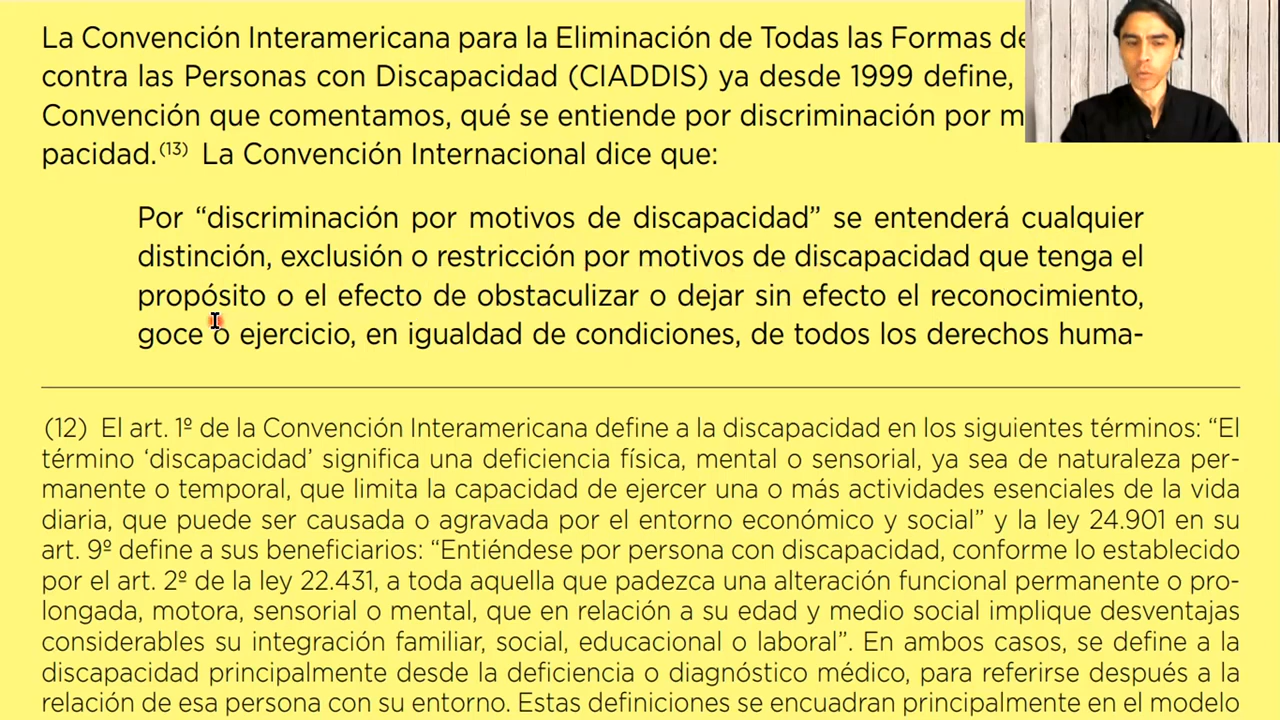 La Convención Interamericana para la Eliminación de Todas las Formas de
contra las Personas con Discapacidad (CIADDIS) ya desde 1999 define,
Convención que comentamos, qué se entiende por discriminación por
pacidad.(13) La Convención Internacional dice que:
Por “discriminación por motivos de discapacidad” se entenderá cualquier
distinción, exclusión o restricción por motivos de discapacidad que tenga el
propósito o el efecto de obstaculizar o dejar sin efecto el reconocimiento,
goce o ejercicio, en igualdad de condiciones, de todos los derechos huma-
(12) El art. 1º de la Convención Interamericana define a la discapacidad en los siguientes términos: “El
término ‘discapacidad’ significa una deficiencia física, mental o sensorial, ya sea de naturaleza per-
manente o temporal, que limita la capacidad de ejercer una o más actividades esenciales de la vida
diaria, que puede ser causada o agravada por el entorno económico y social” y la ley 24.901 en su
art. 9º define a sus beneficiarios: “Entiéndese por persona con discapacidad, conforme lo establecido
por el art. 2º de la ley 22.431, a toda aquella que padezca una alteración funcional permanente o pro-
longada, motora, sensorial o mental, que en relación a su edad y medio social implique desventajas
considerables su integración familiar, social, educacional o laboral”. En ambos casos, se define a la
discapacidad principalmente desde la deficiencia o diagnóstico médico, para referirse después a la
relación de esa persona con su entorno. Estas definiciones se encuadran principalmente en el modelo